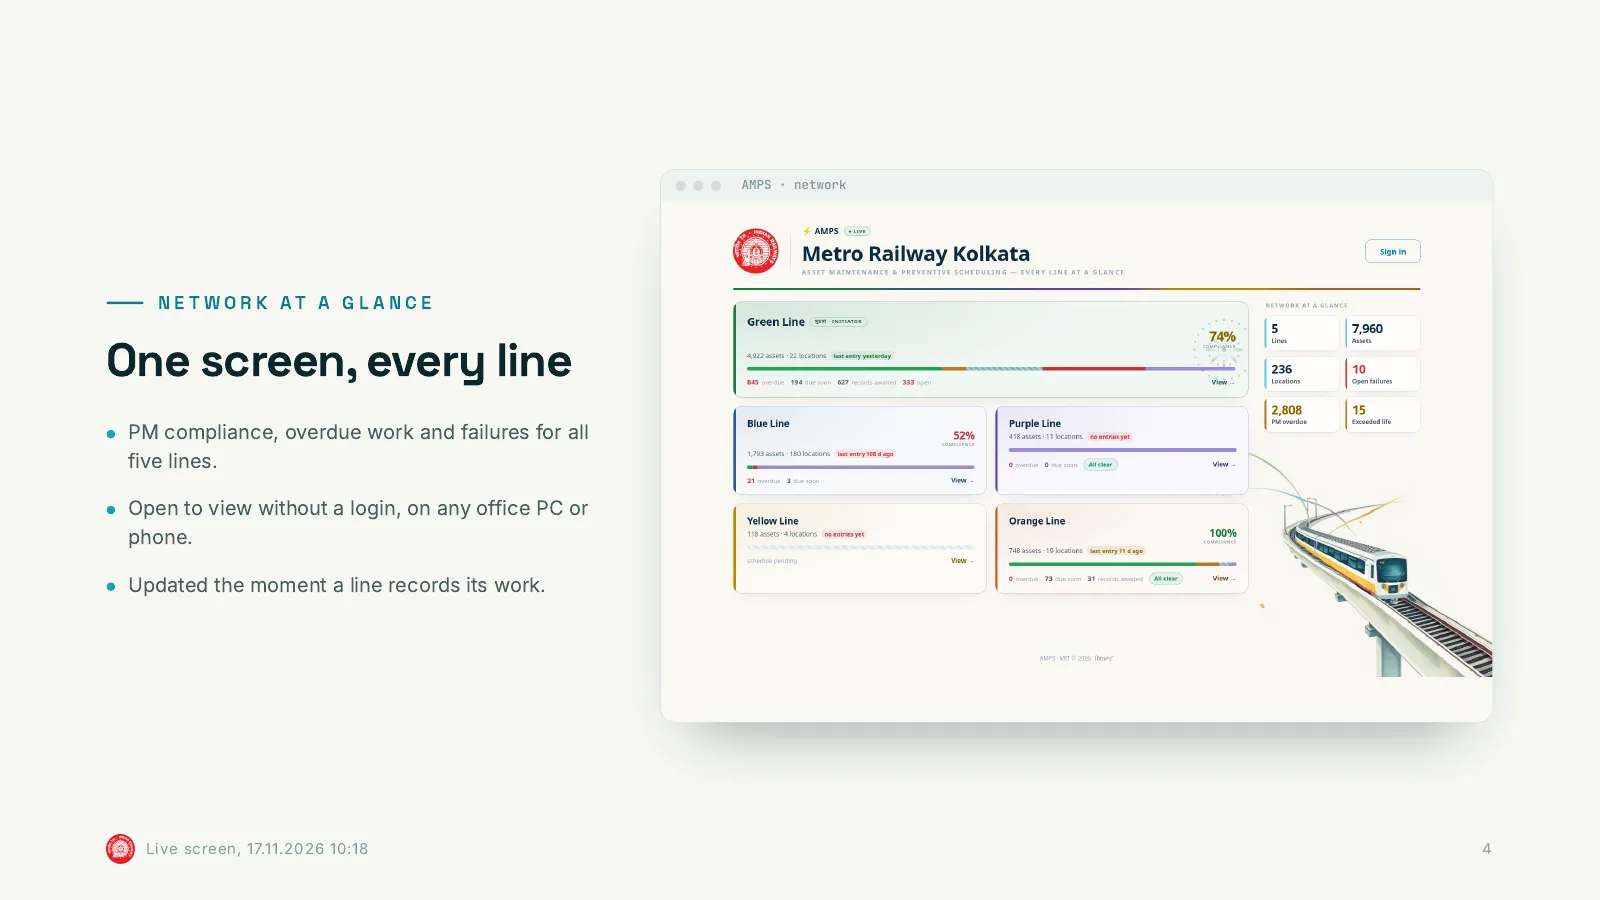 NETWORK AT A GLANCE
One screen, every line
PM compliance, overdue work and failures for all
five lines.
Open to view without a login, on any office PC or
phone.
Updated the moment a line records its work.
AMPS · network
⚡ AMPS
• LIVE
Metro Railway Kolkata
ASSET MAINTENANCE & PREVENTIVE SCHEDULING — EVERY LINE AT A GLANCE
Sign in
Green Line
INITIATOR
74%
COMPLIANCE
4,922 assets · 22 locations last entry yesterday
845 overdue 194 due soon 627 records awaited 333 open
View →
Blue Line
52%
COMPLIANCE
1,793 assets · 180 locations last entry 108 d ago
21 overdue 3 due soon
View →
Purple Line
418 assets · 11 locations no entries yet
0 overdue 0 due soon All clear
View →
Yellow Line
118 assets · 4 locations no entries yet
schedule pending
View →
Orange Line
100%
COMPLIANCE
748 assets · 19 locations last entry 11 d ago
0 overdue 73 due soon 31 records awaited All clear
View →
NETWORK AT A GLANCE
5
Lines
7,960
Assets
236
Locations
10
Open failures
2,808
PM overdue
15
Exceeded life
AMPS · MET ©
Live screen, 17.11.2026 10:18
4